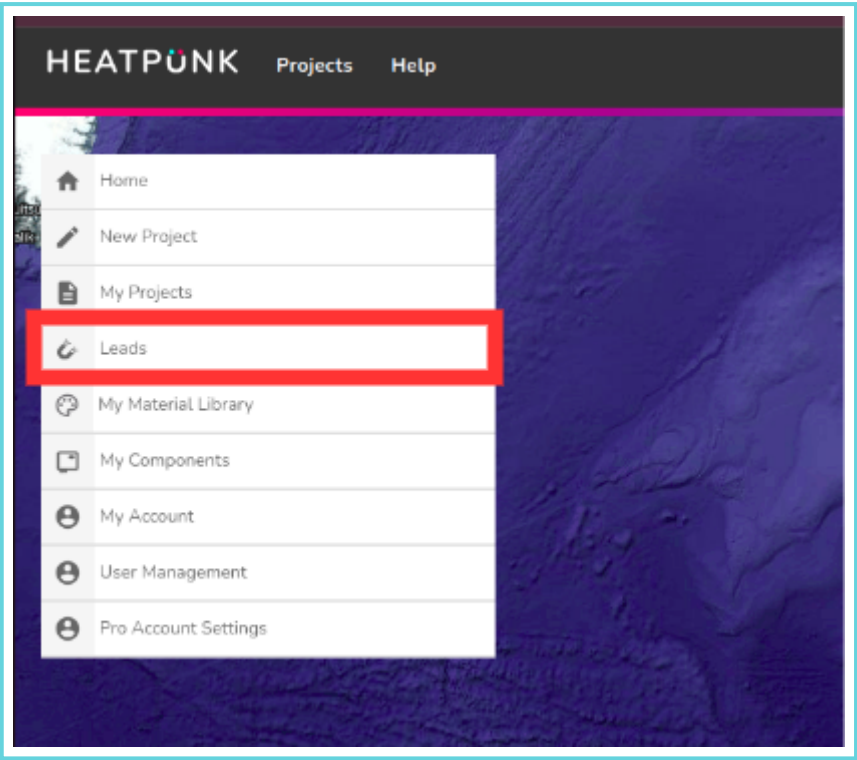 HEATPÜNK Projects Help
Home
New Project
My Projects
Leads
My Material Library
My Components
My Account
User Management
Pro Account Settings